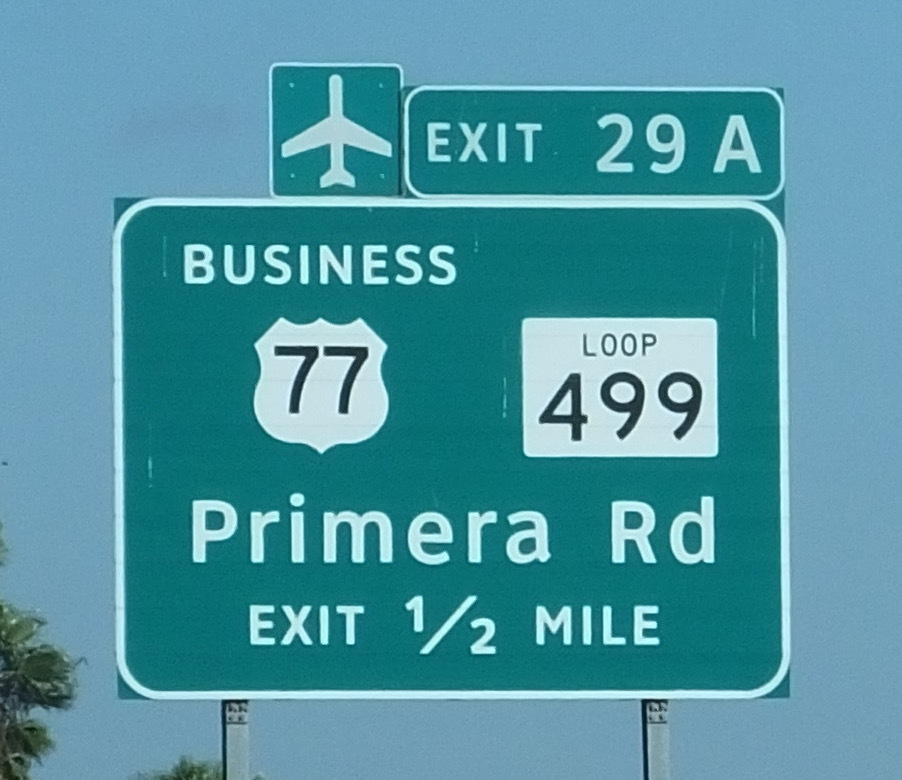 EXIT 29 A
BUSINESS
77
LOOP
499
Primera Rd
EXIT 1/2 MILE